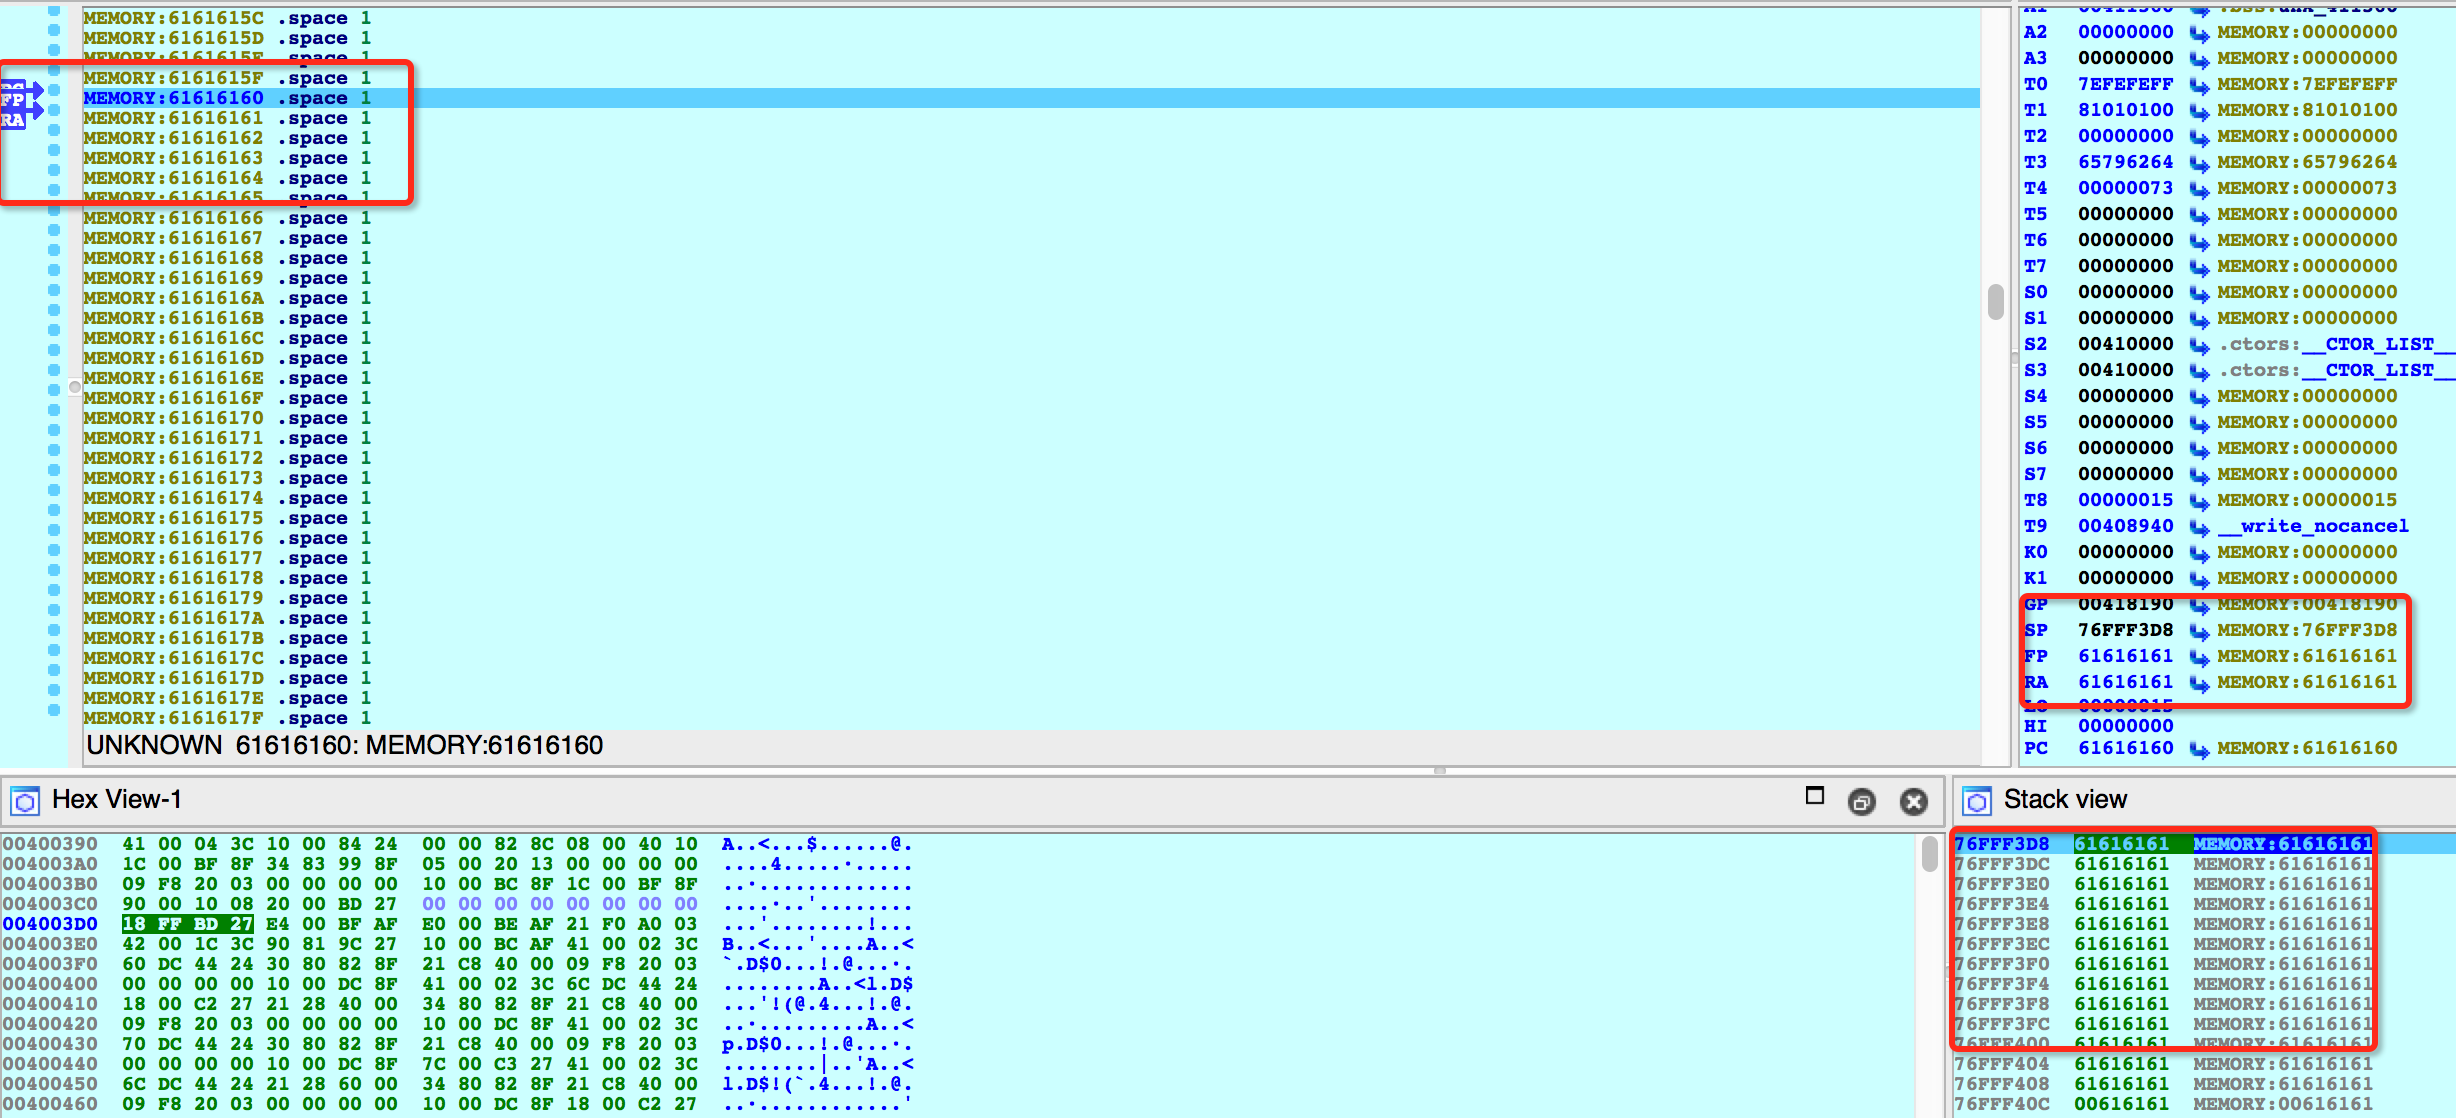 MEMORY:6161615C .space 1
MEMORY:6161615D .space 1
MEMORY:6161615E .space 1
MEMORY:6161615F .space 1
MEMORY:61616160 .space 1
MEMORY:61616161 .space 1
MEMORY:61616162 .space 1
MEMORY:61616163 .space 1
MEMORY:61616164 .space 1
MEMORY:61616165 .space 1
MEMORY:61616166 .space 1
MEMORY:61616167 .space 1
MEMORY:61616168 .space 1
MEMORY:61616169 .space 1
MEMORY:6161616A .space 1
MEMORY:6161616B .space 1
MEMORY:6161616C .space 1
MEMORY:6161616D .space 1
MEMORY:6161616E .space 1
MEMORY:6161616F .space 1
MEMORY:61616170 .space 1
MEMORY:61616171 .space 1
MEMORY:61616172 .space 1
MEMORY:61616173 .space 1
MEMORY:61616174 .space 1
MEMORY:61616175 .space 1
MEMORY:61616176 .space 1
MEMORY:61616177 .space 1
MEMORY:61616178 .space 1
MEMORY:61616179 .space 1
MEMORY:6161617A .space 1
MEMORY:6161617B .space 1
MEMORY:6161617C .space 1
MEMORY:6161617D .space 1
MEMORY:6161617E .space 1
MEMORY:6161617F .space 1
FP
RA
UNKNOWN 61616160: MEMORY:61616160
A2 00000000 MEMORY:00000000
A3 00000000 MEMORY:00000000
T0 7EFEFEFF MEMORY:7EFEFEFF
T1 81010100 MEMORY:81010100
T2 00000000 MEMORY:00000000
T3 65796264 MEMORY:65796264
T4 00000073 MEMORY:00000073
T5 00000000 MEMORY:00000000
T6 00000000 MEMORY:00000000
T7 00000000 MEMORY:00000000
S0 00000000 MEMORY:00000000
S1 00000000 MEMORY:00000000
S2 00410000 .ctors:__CTOR_LIST__
S3 00410000 .ctors:__CTOR_LIST__
S4 00000000 MEMORY:00000000
S5 00000000 MEMORY:00000000
S6 00000000 MEMORY:00000000
S7 00000000 MEMORY:00000000
T8 00000015 MEMORY:00000015
T9 00408940 __write_nocancel
K0 00000000 MEMORY:00000000
K1 00000000 MEMORY:00000000
GP 00418190 MEMORY:00418190
SP 76FFF3D8 MEMORY:76FFF3D8
FP 61616161 MEMORY:61616161
RA 61616161 MEMORY:61616161
LO 00000015
HI 00000000
PC 61616160 MEMORY:61616160
Hex View-1
00400390 41 00 04 3C 10 00 84 24 00 00 82 8C 08 00 40 10 A..<...$......@.
004003A0 1C 00 BF 8F 34 83 99 8F 05 00 20 13 00 00 00 00 ....4.....·.....
004003B0 09 F8 20 03 00 00 00 00 10 00 BC 8F 1C 00 BF 8F ..·.............
004003C0 90 00 10 08 20 00 BD 27 00 00 00 00 00 00 00 00 ....·..'........
004003D0 18 FF BD 27 E4 00 BF AF E0 00 BE AF 21 F0 A0 03 ...'........!...
004003E0 42 00 1C 3C 90 81 9C 27 10 00 BC AF 41 00 02 3C B..<...'....A..<
004003F0 60 DC 44 24 30 80 82 8F 21 C8 40 00 09 F8 20 03 `.D$0...!.@...·.
00400400 00 00 00 00 10 00 DC 8F 41 00 02 3C 6C DC 44 24 ........A..<l.D$
00400410 18 00 C2 27 21 28 40 00 34 80 82 8F 21 C8 40 00 ...'!(@.4...!.@.
00400420 09 F8 20 03 00 00 00 00 10 00 DC 8F 41 00 02 3C ..·.........A..<
00400430 70 DC 44 24 30 80 82 8F 21 C8 40 00 09 F8 20 03 p.D$0...!.@...·.
00400440 00 00 00 00 10 00 DC 8F 7C 00 C3 27 41 00 02 3C ........|..'A..<
00400450 6C DC 44 24 21 28 60 00 34 80 82 8F 21 C8 40 00 l.D$!(`.4...!.@.
00400460 09 F8 20 03 00 00 00 00 10 00 DC 8F 18 00 C2 27 ..·............'
Stack view
76FFF3D8 61616161 MEMORY:61616161
76FFF3DC 61616161 MEMORY:61616161
76FFF3E0 61616161 MEMORY:61616161
76FFF3E4 61616161 MEMORY:61616161
76FFF3E8 61616161 MEMORY:61616161
76FFF3EC 61616161 MEMORY:61616161
76FFF3F0 61616161 MEMORY:61616161
76FFF3F4 61616161 MEMORY:61616161
76FFF3F8 61616161 MEMORY:61616161
76FFF3FC 61616161 MEMORY:61616161
76FFF400 61616161 MEMORY:61616161
76FFF404 61616161 MEMORY:61616161
76FFF408 61616161 MEMORY:61616161
76FFF40C 00616161 MEMORY:00616161